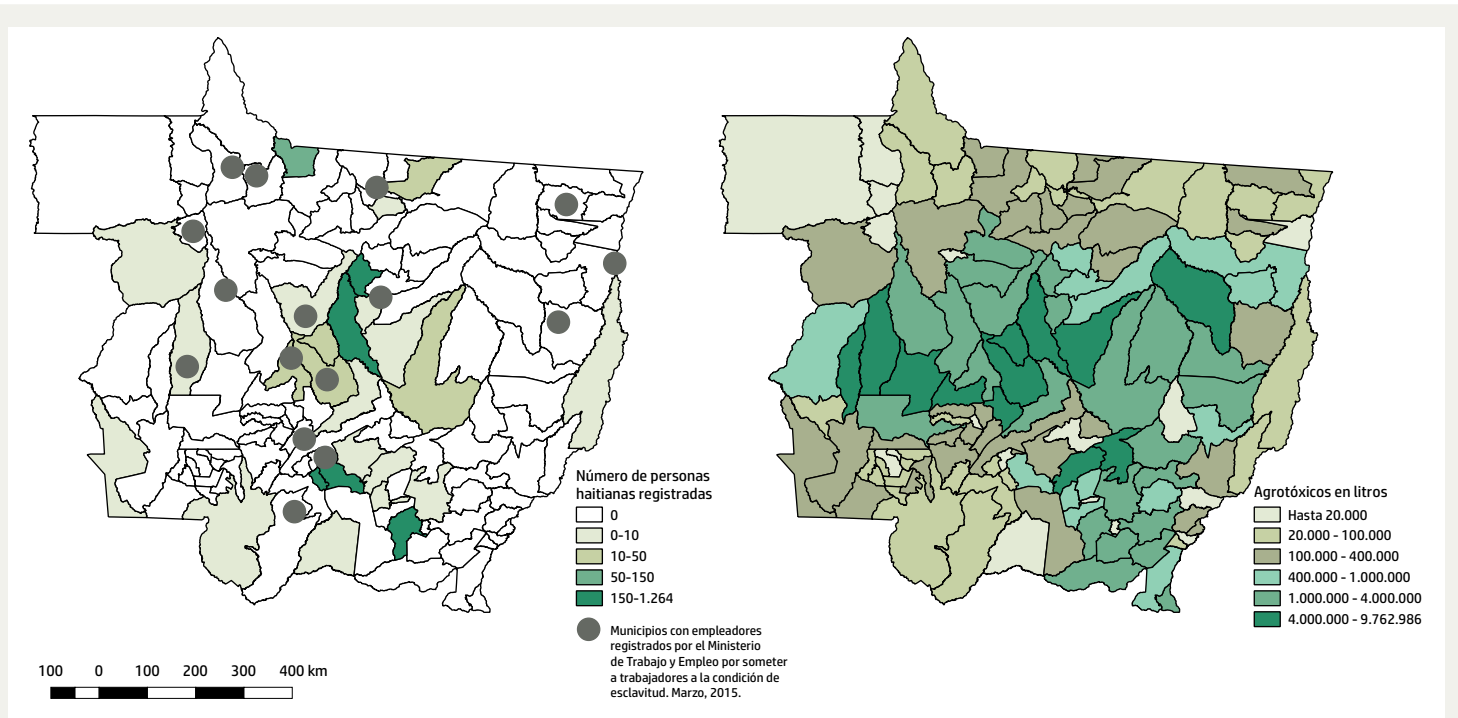 Número de personas
haitianas registradas
0
0-10
10-50
50-150
150-1.264
Municipios con empleadores
registrados por el Ministerio
de Trabajo y Empleo por someter
a trabajadores a la condición de
esclavitud. Marzo, 2015.
100 0 100 200 300 400 km
Agrotóxicos en litros
Hasta 20.000
20.000 - 100.000
100.000 - 400.000
400.000 - 1.000.000
1.000.000 - 4.000.000
4.000.000 - 9.762.986